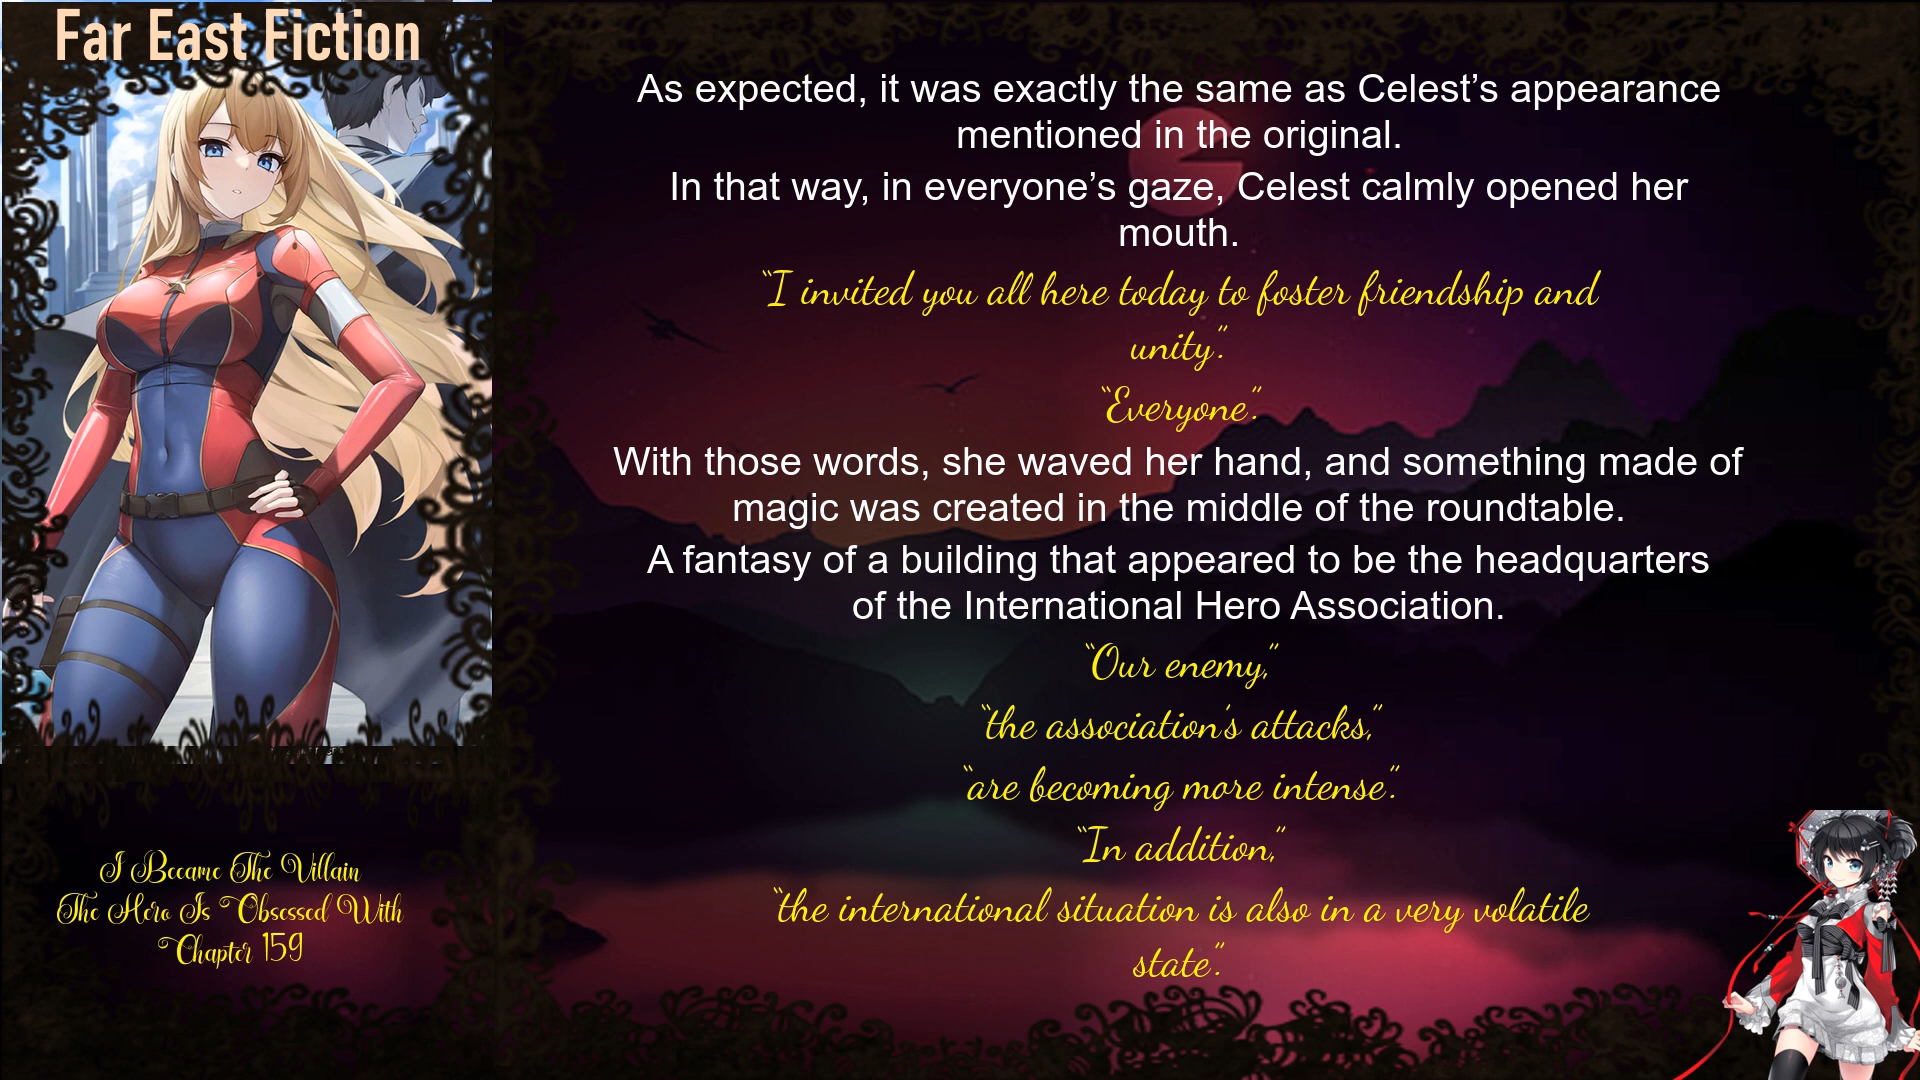 Far East Fiction
As expected, it was exactly the same as Celest’s appearance
mentioned in the original.
In that way, in everyone’s gaze, Celest calmly opened her
mouth.
“I invited you all here today to foster friendship and
unity”.
“Everyone”.
With those words, she waved her hand, and something made of
magic was created in the middle of the roundtable.
A fantasy of a building that appeared to be the headquarters
of the International Hero Association.
“Our enemy,”
“the association’s attacks,”
“are becoming more intense”.
“In addition,”
“the international situation is also in a very volatile
state”.
I Became The Villain
The Hero Is Obsessed With
Chapter 159